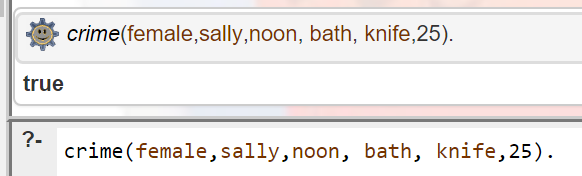 crime(female,sally,noon, bath, knife,25).
true
?- crime(female,sally,noon, bath, knife,25).